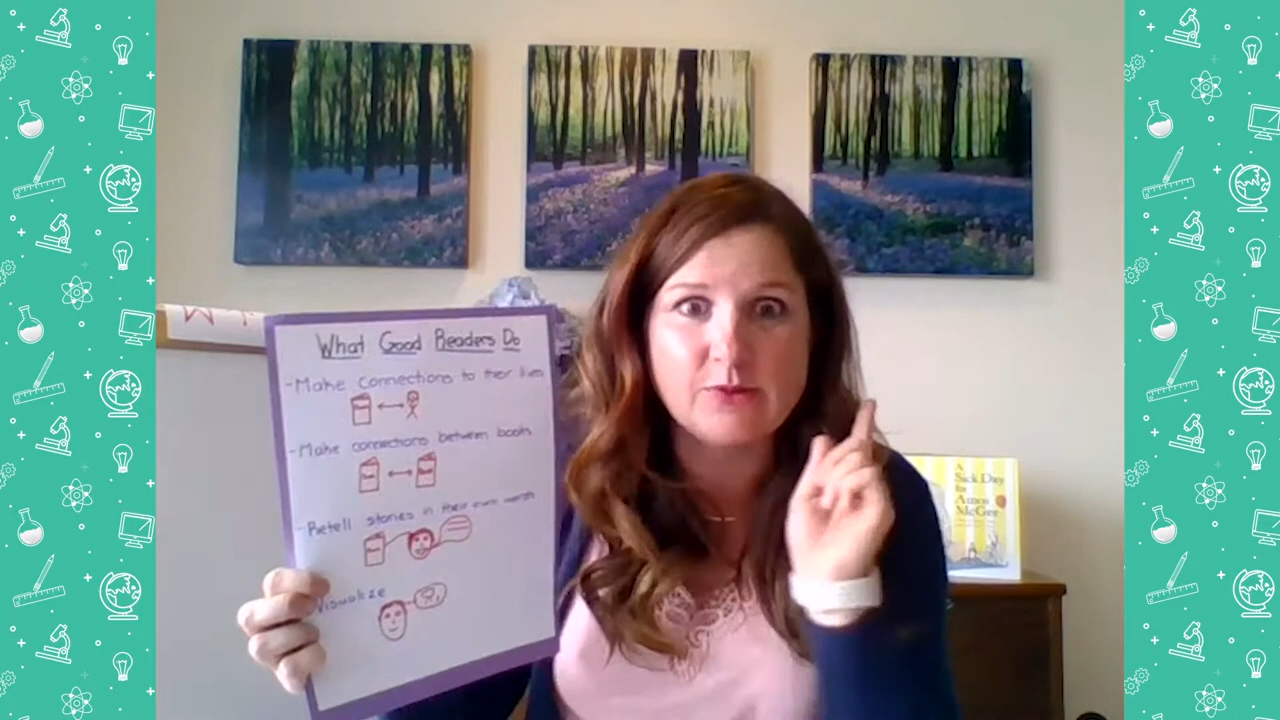 What Good Readers Do
-Make connections to their lives
-Make connections between books
-Retell stories in their own words
Visualize
A
Sick Day
for
Amos
McGee